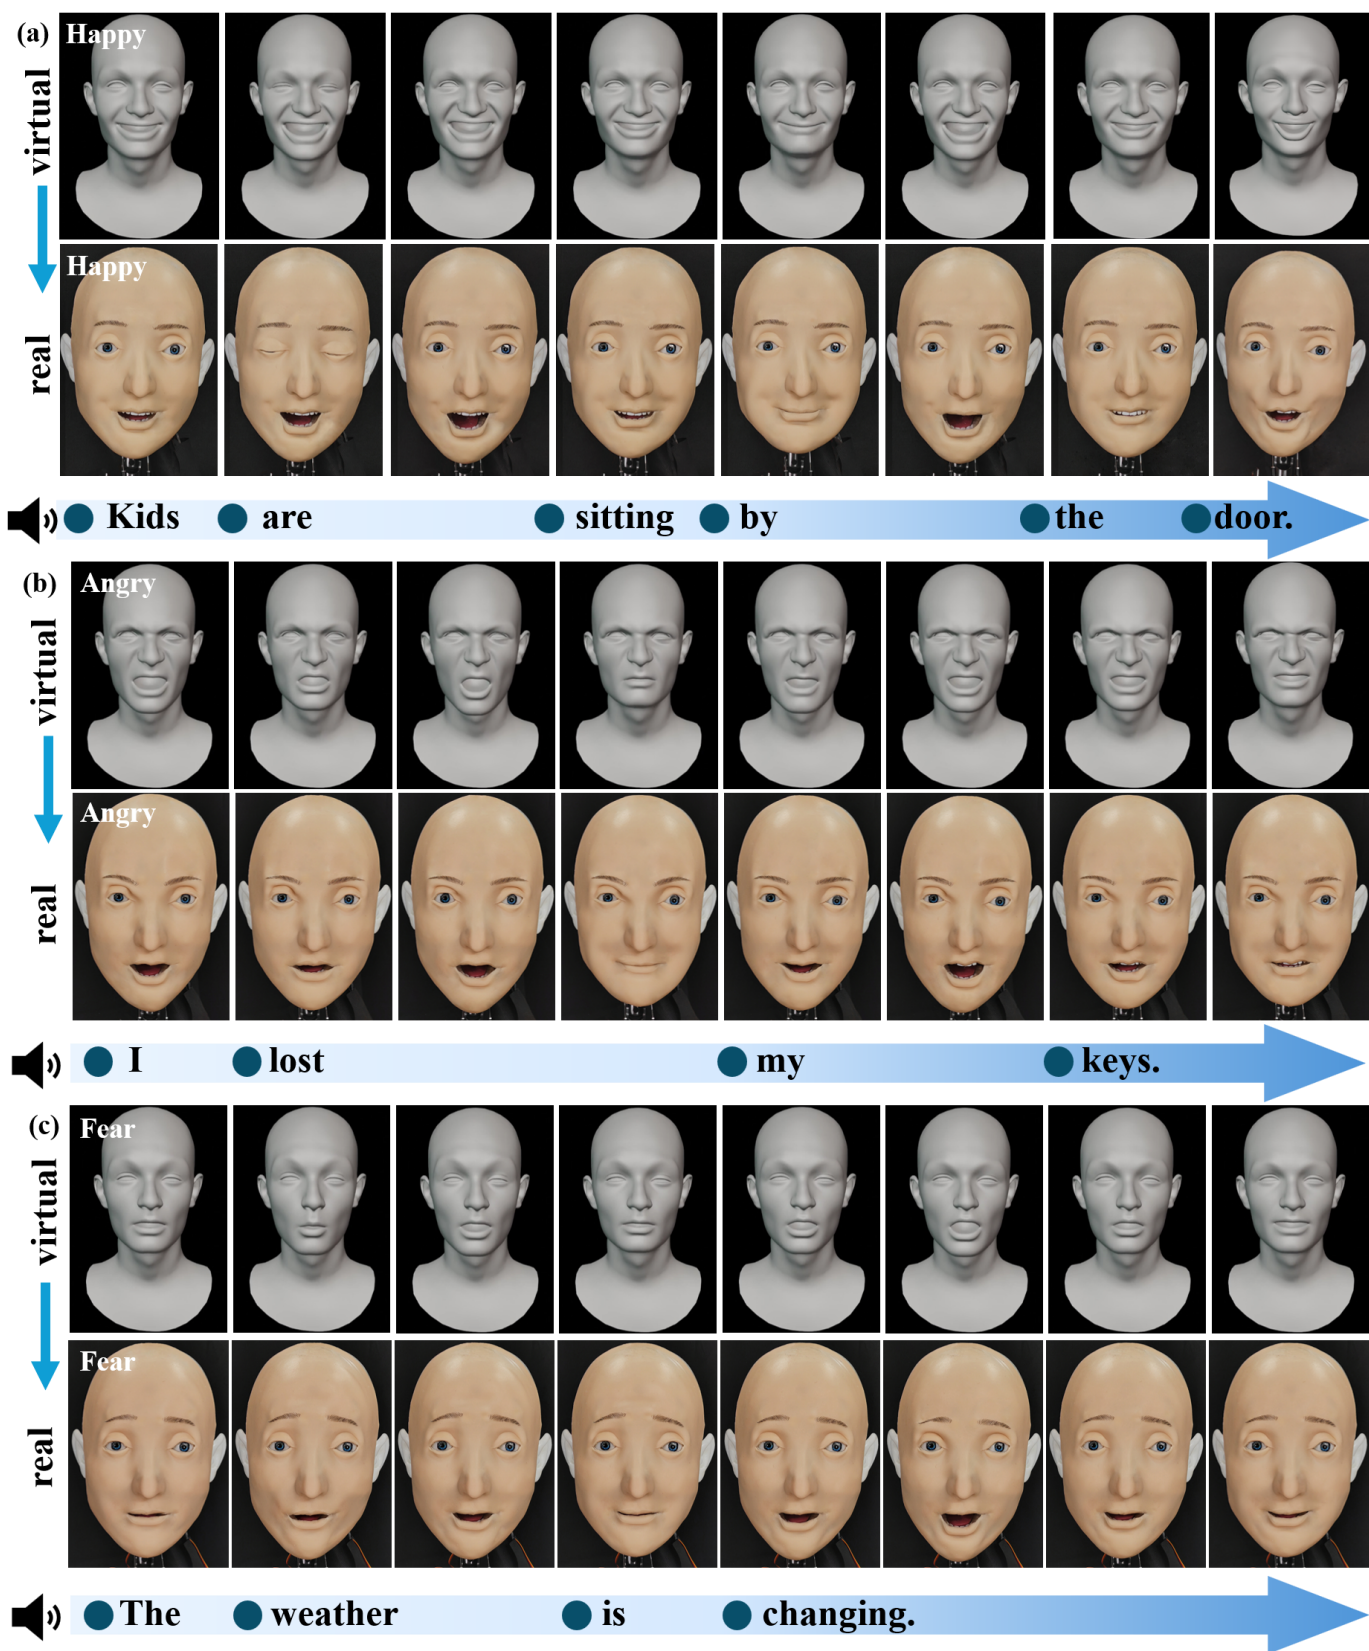 (a)
Happy
virtual
Happy
real
Kids are sitting by the door.
(b)
Angry
virtual
Angry
real
I lost my keys.
(c)
Fear
virtual
Fear
real
The weather is changing.